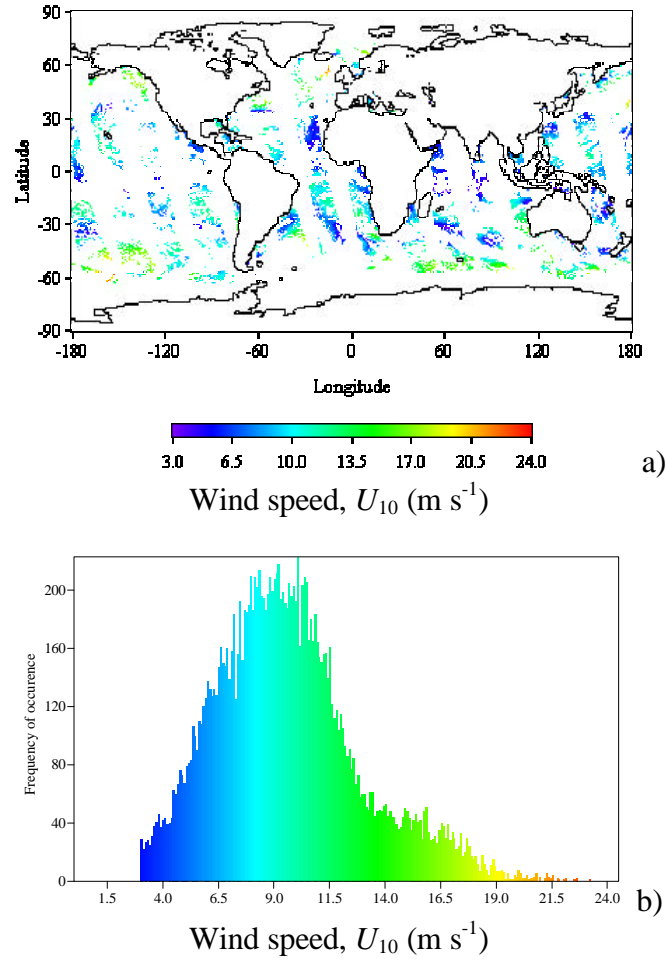 90
60
30
0
-30
-60
-90
Latitude
-180 -120 -60 0 60 120 180
Longitude
3.0 6.5 10.0 13.5 17.0 20.5 24.0
a)
Wind speed, U10 (m s-1)
200
160
120
80
40
0
Frequency of occurence
1.5 4.0 6.5 9.0 11.5 14.0 16.5 19.0 21.5 24.0
b)
Wind speed, U10 (m s-1)